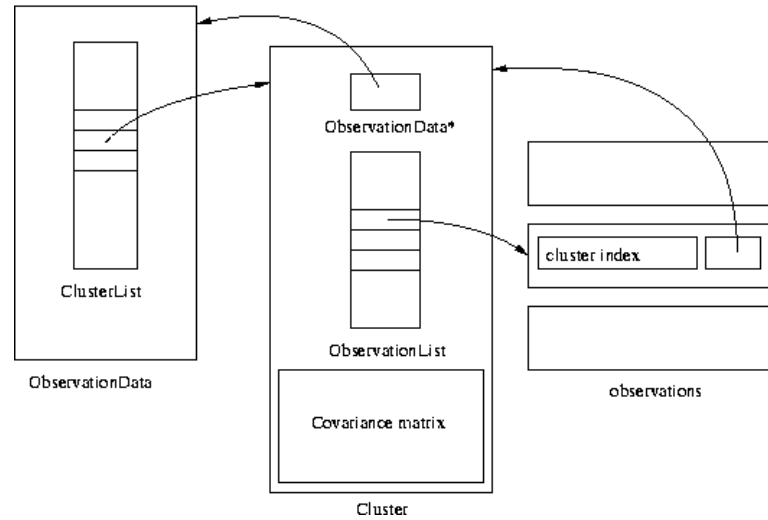 ObservationData*
ClusterList
cluster index
ObservationList
ObservationData
observations
Covariance matrix
Cluster